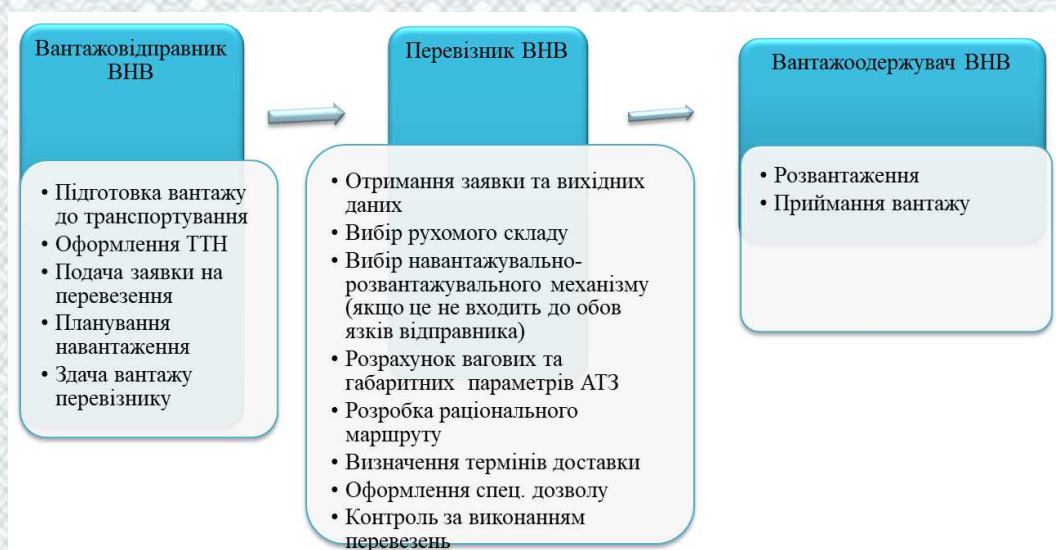 Вантажовідправник
ВНВ
• Підготовка вантажу
до транспортування
• Оформлення ТТН
• Подача заявки на
перевезення
• Планування
навантаження
• Здача вантажу
перевізнику
Перевізник ВНВ
• Отримання заявки та вихідних
даних
• Вибір рухомого складу
• Вибір навантажувально-
розвантажувального механізму
(якщо це не входить до обов
язків відправника)
• Розрахунок вагових та
габаритних параметрів АТЗ
• Розробка раціонального
маршруту
• Визначення термінів доставки
• Оформлення спец. дозволу
• Контроль за виконанням
перевезень
Вантажоодержувач ВНВ
• Розвантаження
• Приймання вантажу